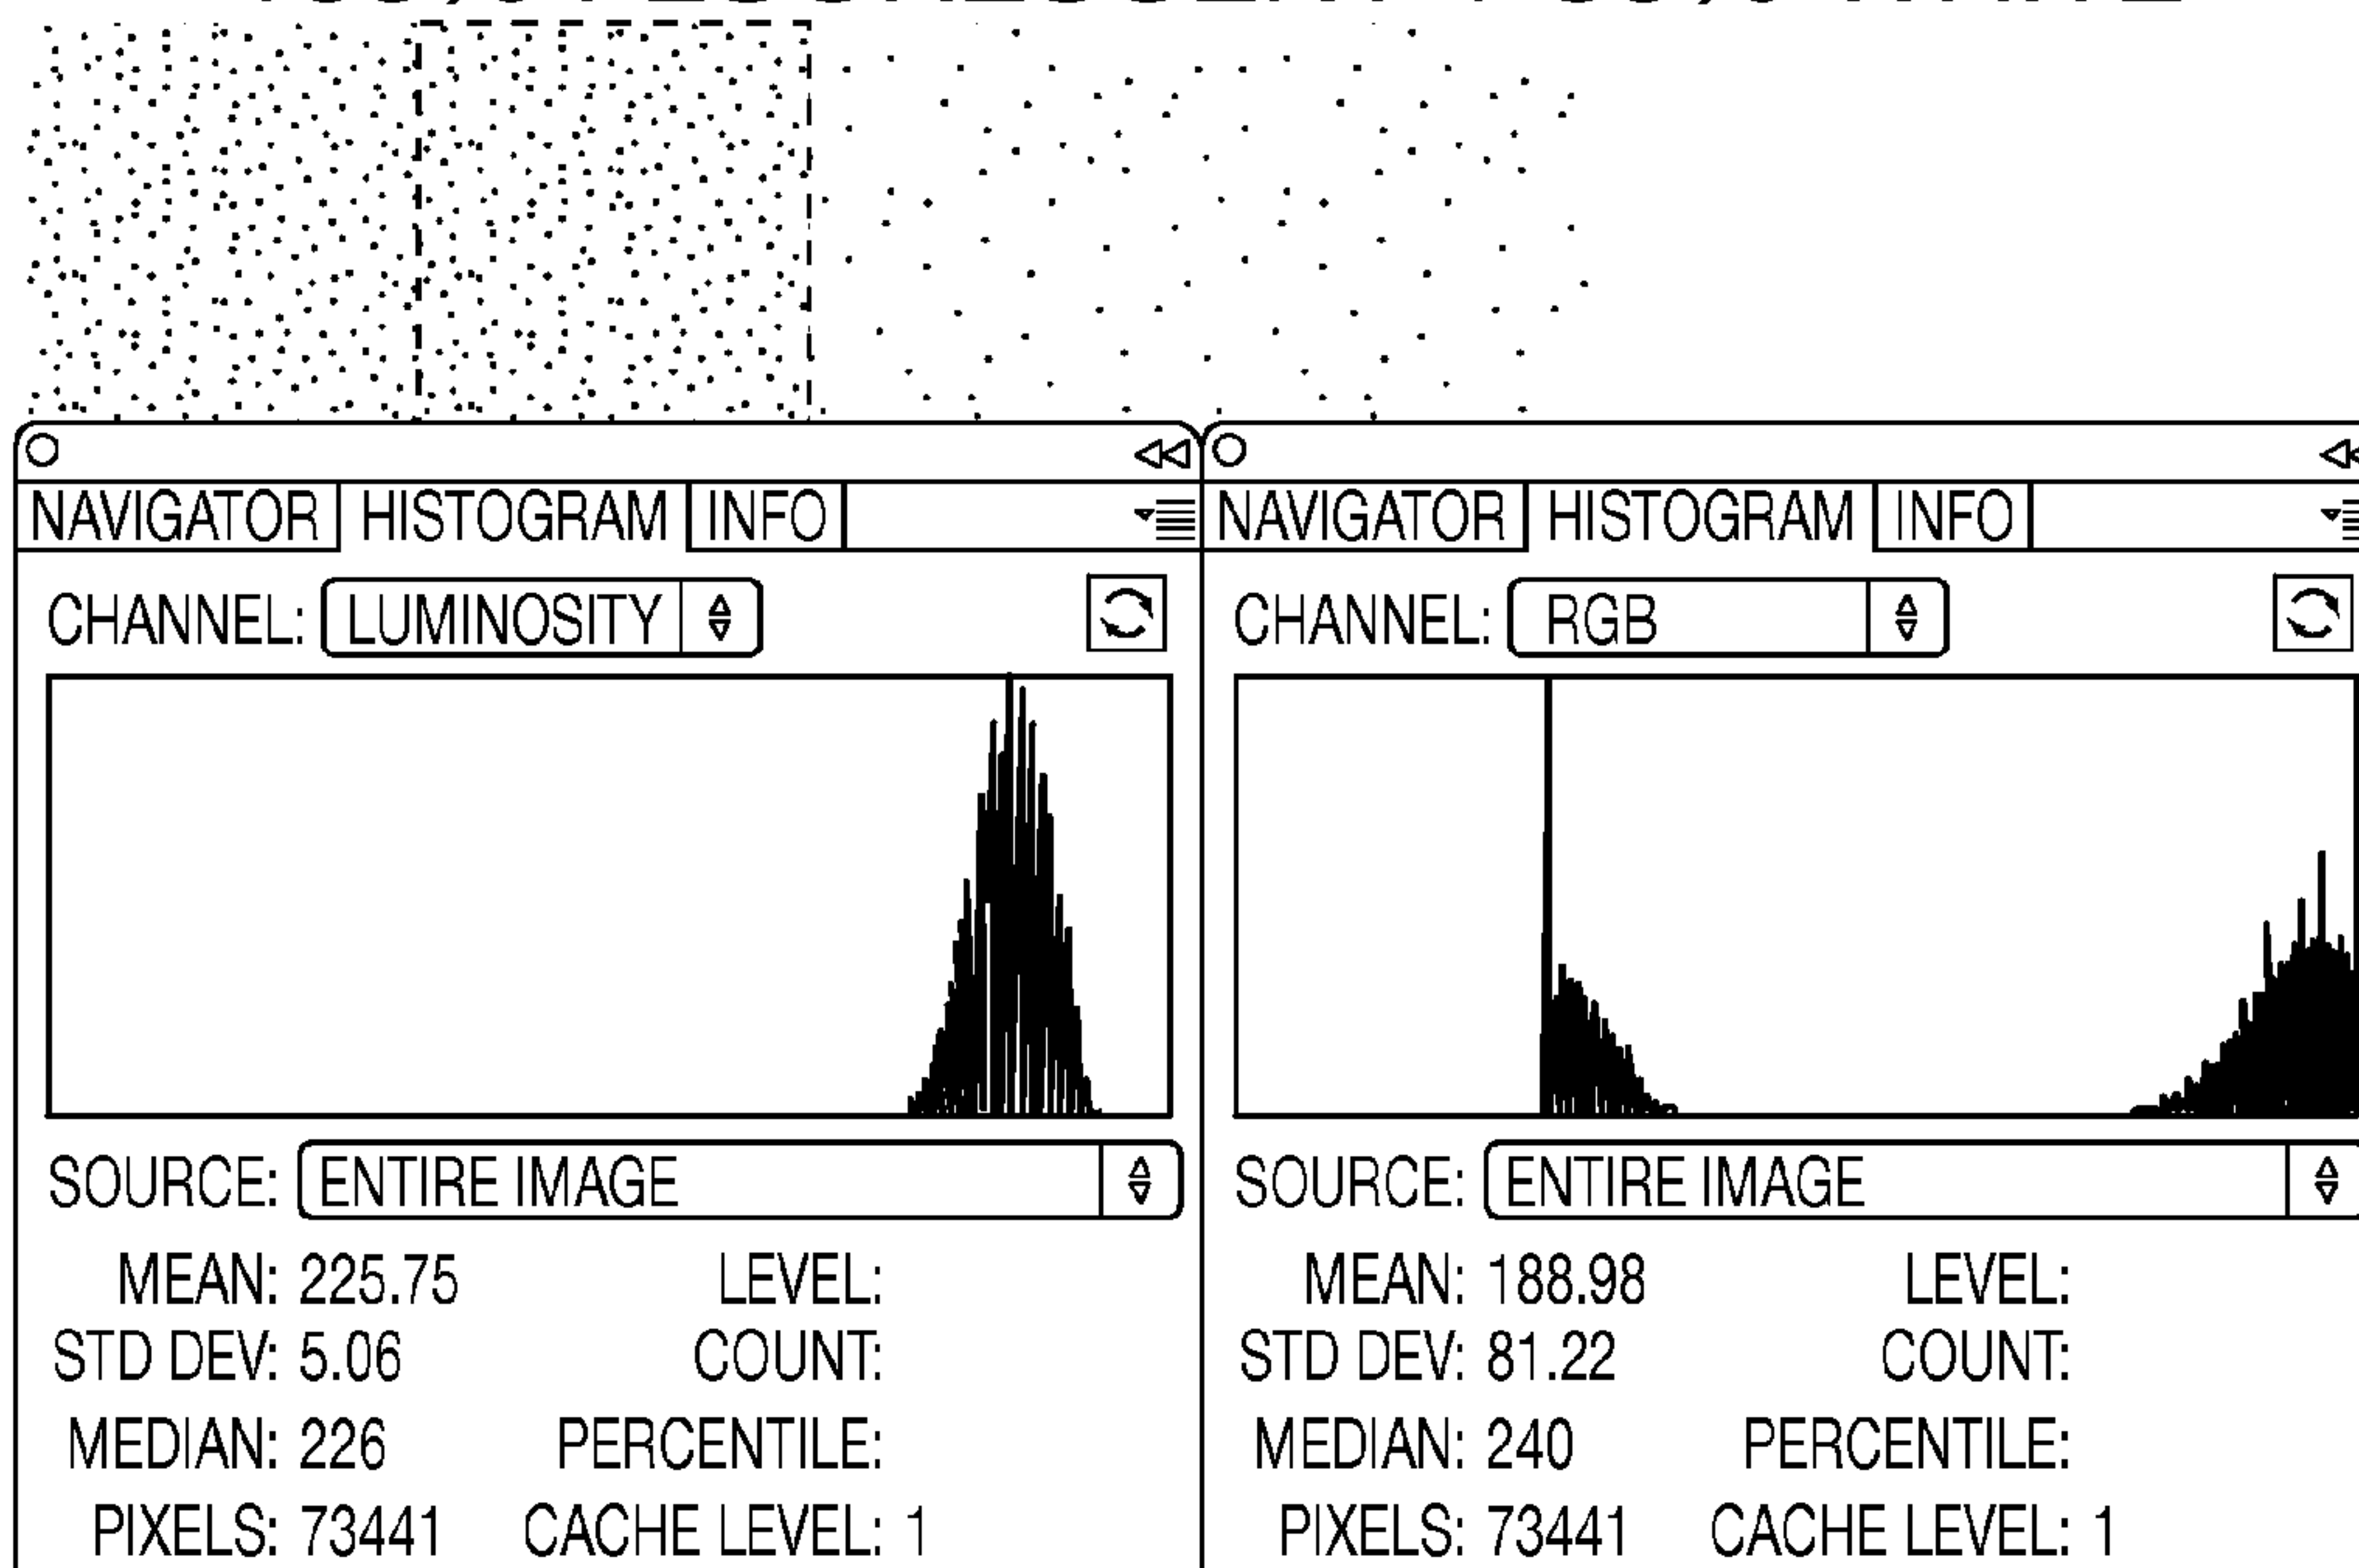 NAVIGATOR HISTOGRAM INFO
CHANNEL: LUMINOSITY
SOURCE: ENTIRE IMAGE
MEAN: 225.75 LEVEL:
STD DEV: 5.06 COUNT:
MEDIAN: 226 PERCENTILE:
PIXELS: 73441 CACHE LEVEL: 1
NAVIGATOR HISTOGRAM INFO
CHANNEL: RGB
SOURCE: ENTIRE IMAGE
MEAN: 188.98 LEVEL:
STD DEV: 81.22 COUNT:
MEDIAN: 240 PERCENTILE:
PIXELS: 73441 CACHE LEVEL: 1